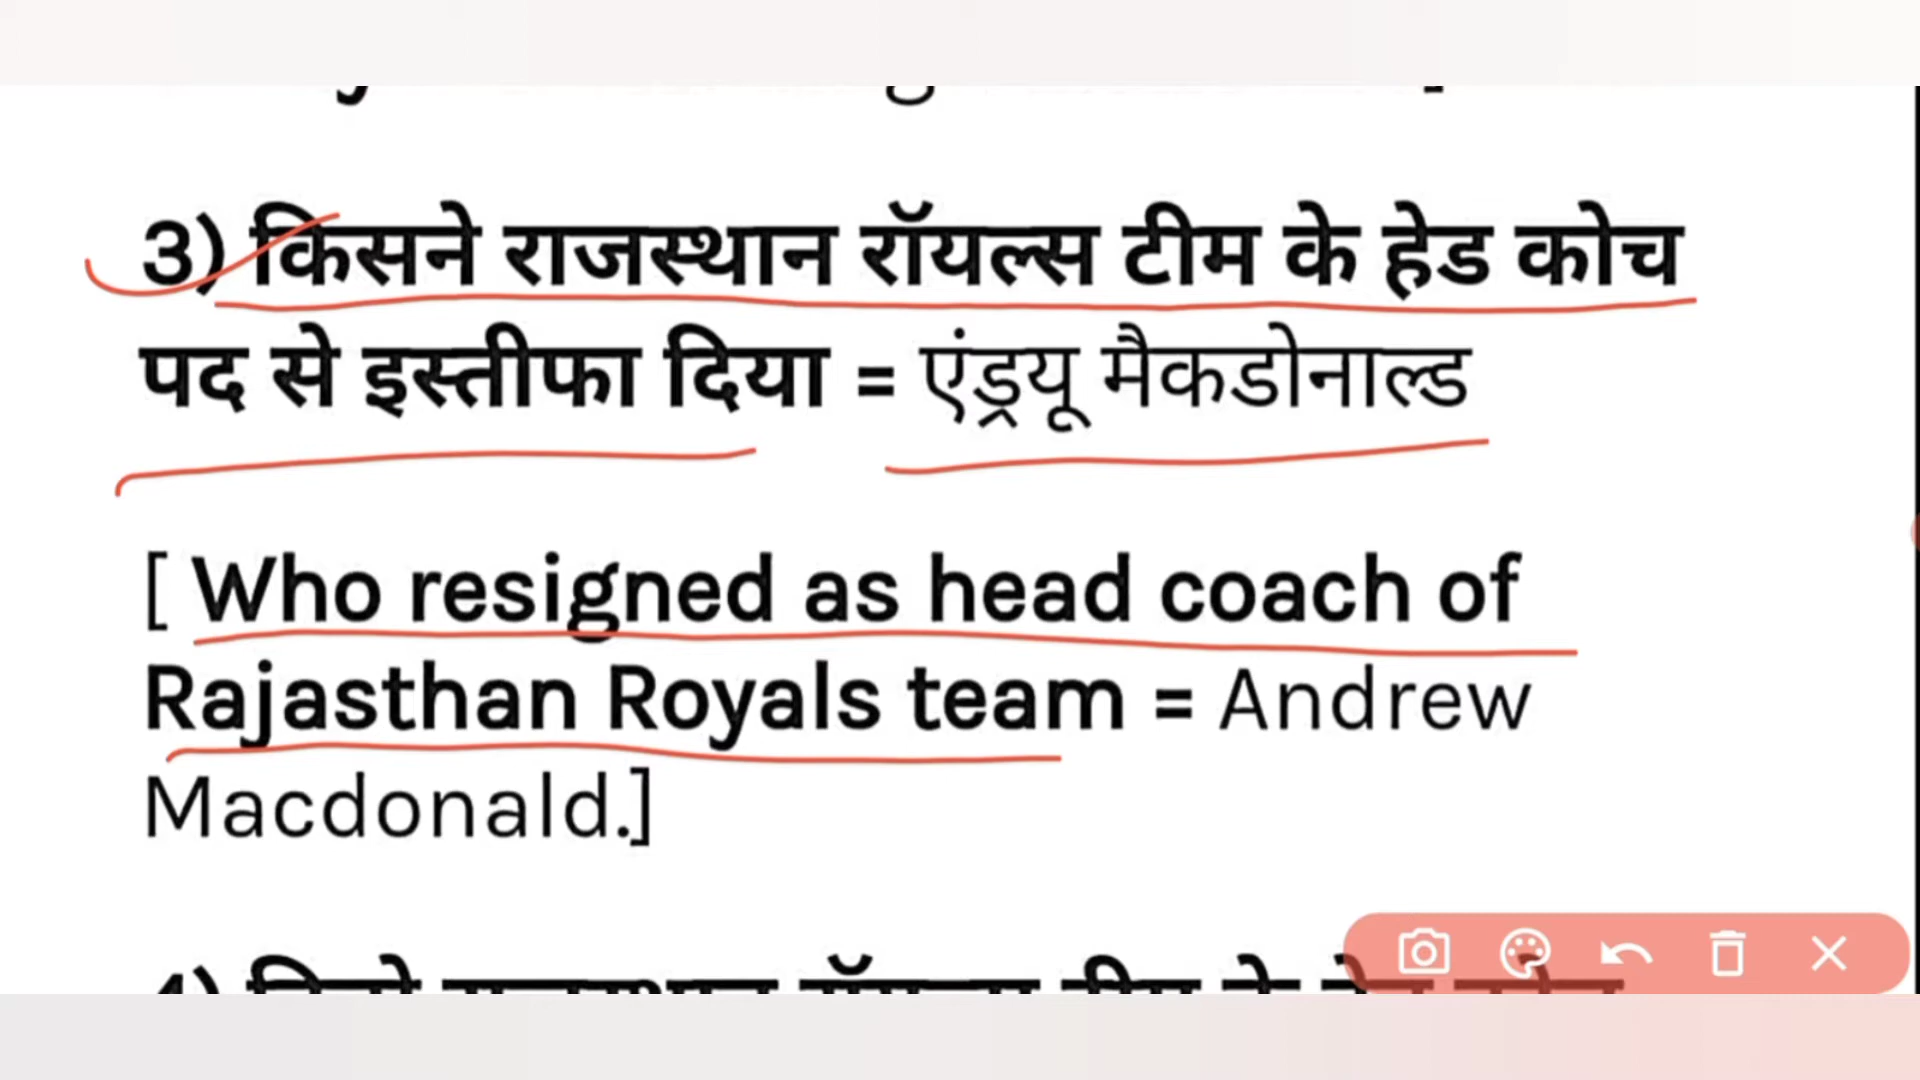 3) किसने राजस्थान रॉयल्स टीम के हेड कोच
पद से इस्तीफा दिया = एंड्रयू मैकडोनाल्ड
[ Who resigned as head coach of
Rajasthan Royals team = Andrew
Macdonald.]